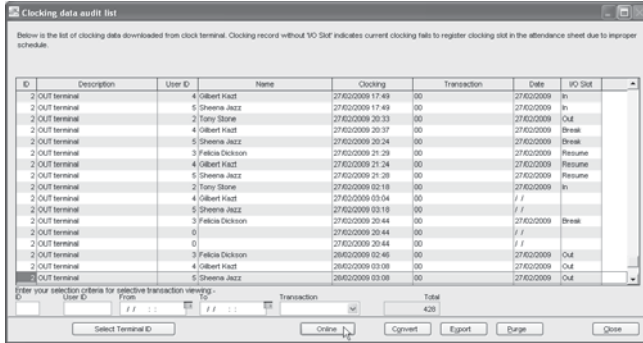 Clocking data audit list
Below is the list of clocking data downloaded from clock terminal. Clocking record without 'I/O Slot' indicates current clocking fails to register clocking slot in the attendance sheet due to improper
schedule.
ID Description User ID Name Clocking Transaction Date I/O Slot
2 OUT terminal 4 Gilbert Kazt 27/02/2009 17:49 00 27/02/2009 In
2 OUT terminal 5 Sheena Jazz 27/02/2009 17:49 00 27/02/2009 In
2 OUT terminal 2 Tony Stone 27/02/2009 20:33 00 27/02/2009 Out
2 OUT terminal 4 Gilbert Kazt 27/02/2009 20:37 00 27/02/2009 Break
2 OUT terminal 5 Sheena Jazz 27/02/2009 20:24 00 27/02/2009 Break
2 OUT terminal 3 Felicia Dickson 27/02/2009 21:29 00 27/02/2009 Resume
2 OUT terminal 4 Gilbert Kazt 27/02/2009 21:24 00 27/02/2009 Resume
2 OUT terminal 5 Sheena Jazz 27/02/2009 21:28 00 27/02/2009 Resume
2 OUT terminal 2 Tony Stone 27/02/2009 02:18 00 27/02/2009 In
2 OUT terminal 4 Gilbert Kazt 27/02/2009 03:04 00 / /
2 OUT terminal 5 Sheena Jazz 27/02/2009 03:18 00 / /
2 OUT terminal 3 Felicia Dickson 27/02/2009 20:44 00 27/02/2009 Break
2 OUT terminal 0 27/02/2009 20:44 00 / /
2 OUT terminal 0 27/02/2009 20:44 00 / /
2 OUT terminal 3 Felicia Dickson 28/02/2009 02:46 00 27/02/2009 Out
2 OUT terminal 4 Gilbert Kazt 28/02/2009 03:08 00 27/02/2009 Out
2 OUT terminal 5 Sheena Jazz 28/02/2009 03:08 00 27/02/2009 Out
Enter your selection criteria for selective transaction viewing:-
ID User ID From To Transaction Total
/ / : : / / : : 428
Select Terminal ID Online Convert Export Purge Close